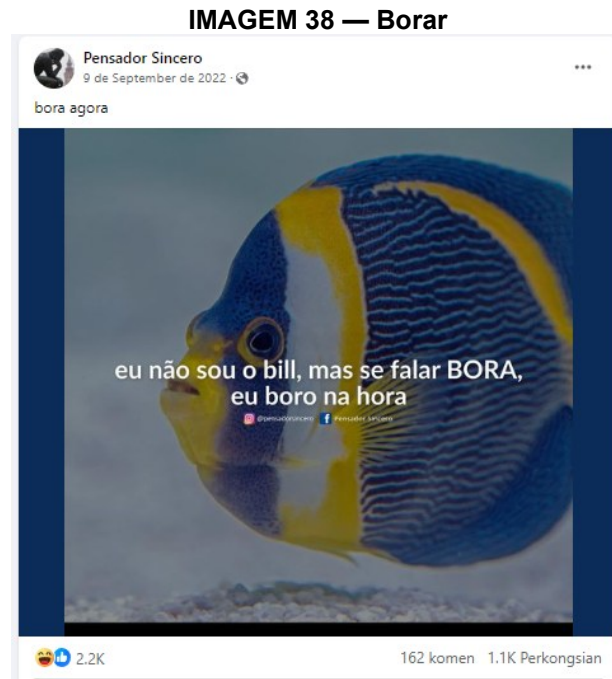 IMAGEM 38 — Borar
Pensador Sincero
9 de September de 2022 ·
bora agora
eu não sou o bill, mas se falar BORA,
eu boro na hora
@pensadorsincero Pensador Sincero
2.2K 162 komen 1.1K Perkongsian